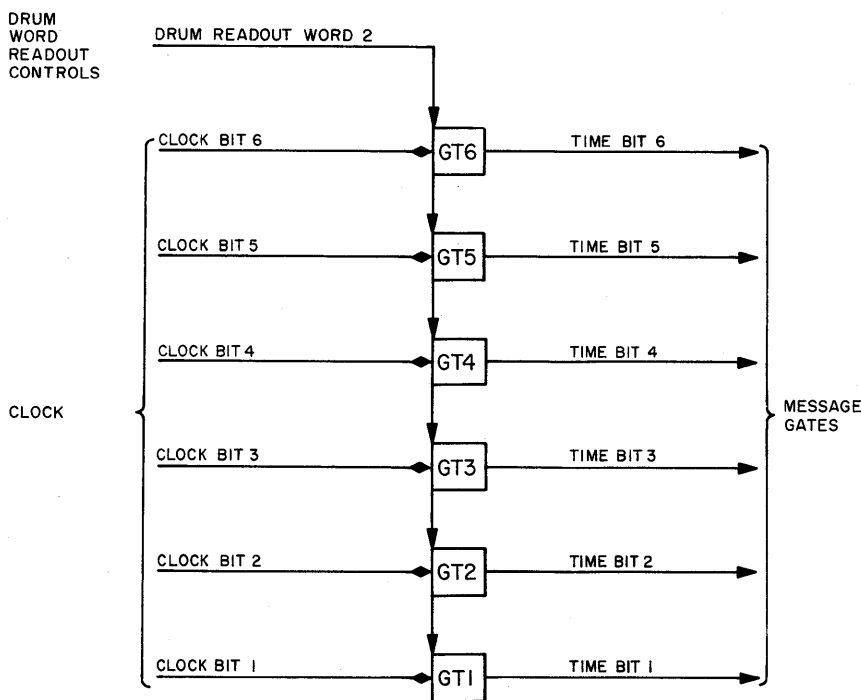 DRUM
WORD
READOUT
CONTROLS
DRUM READOUT WORD 2
CLOCK BIT 6
GT6
TIME BIT 6
CLOCK BIT 5
GT5
TIME BIT 5
CLOCK BIT 4
GT4
TIME BIT 4
CLOCK
MESSAGE
GATES
CLOCK BIT 3
GT3
TIME BIT 3
CLOCK BIT 2
GT2
TIME BIT 2
CLOCK BIT 1
GT1
TIME BIT 1